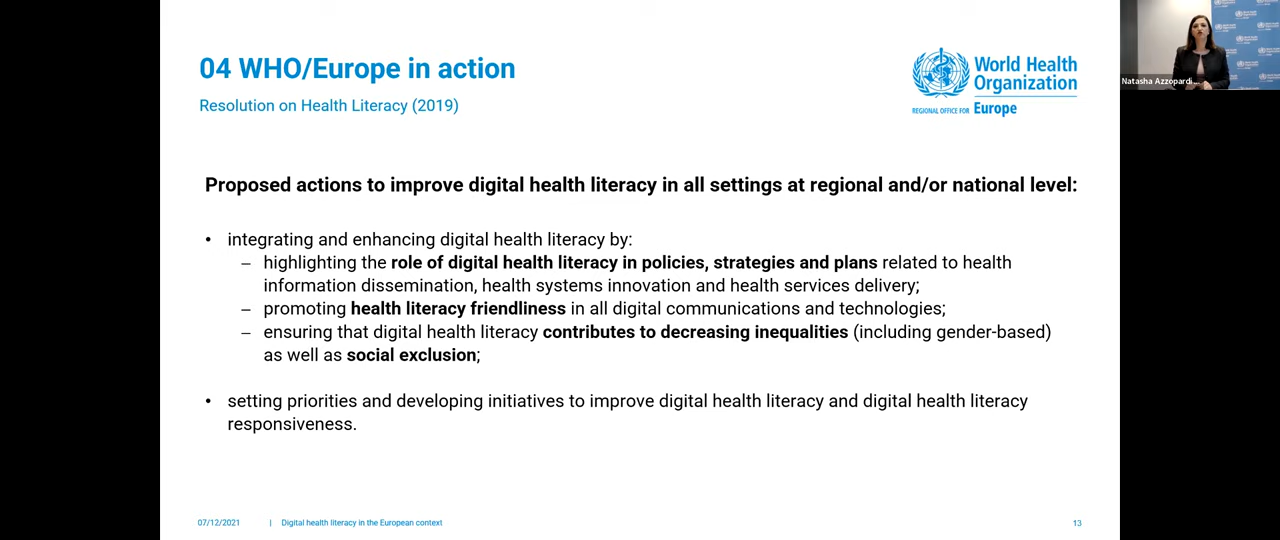 04 WHO/Europe in action
Resolution on Health Literacy (2019)
World Health
Organization
REGIONAL OFFICE FOR Europe
Natasha Azzopardi ...
Proposed actions to improve digital health literacy in all settings at regional and/or national level:
• integrating and enhancing digital health literacy by:
– highlighting the role of digital health literacy in policies, strategies and plans related to health
information dissemination, health systems innovation and health services delivery;
– promoting health literacy friendliness in all digital communications and technologies;
– ensuring that digital health literacy contributes to decreasing inequalities (including gender-based)
as well as social exclusion;
• setting priorities and developing initiatives to improve digital health literacy and digital health literacy
responsiveness.
07/12/2021 | Digital health literacy in the European context 13